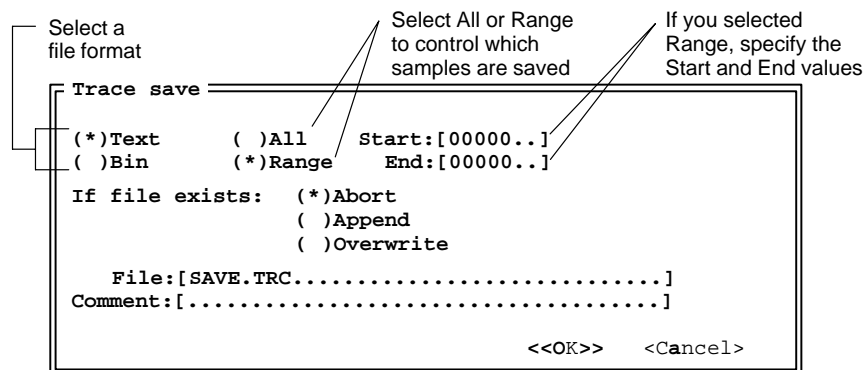 Select a
file format
Select All or Range
to control which
samples are saved
If you selected
Range, specify the
Start and End values
Trace save
(*)Text ( )All Start:[00000..]
( )Bin (*)Range End:[00000..]
If file exists: (*)Abort
( )Append
( )Overwrite
File:[SAVE.TRC.............................]
Comment:[.....................................]
<<OK>> <Cancel>